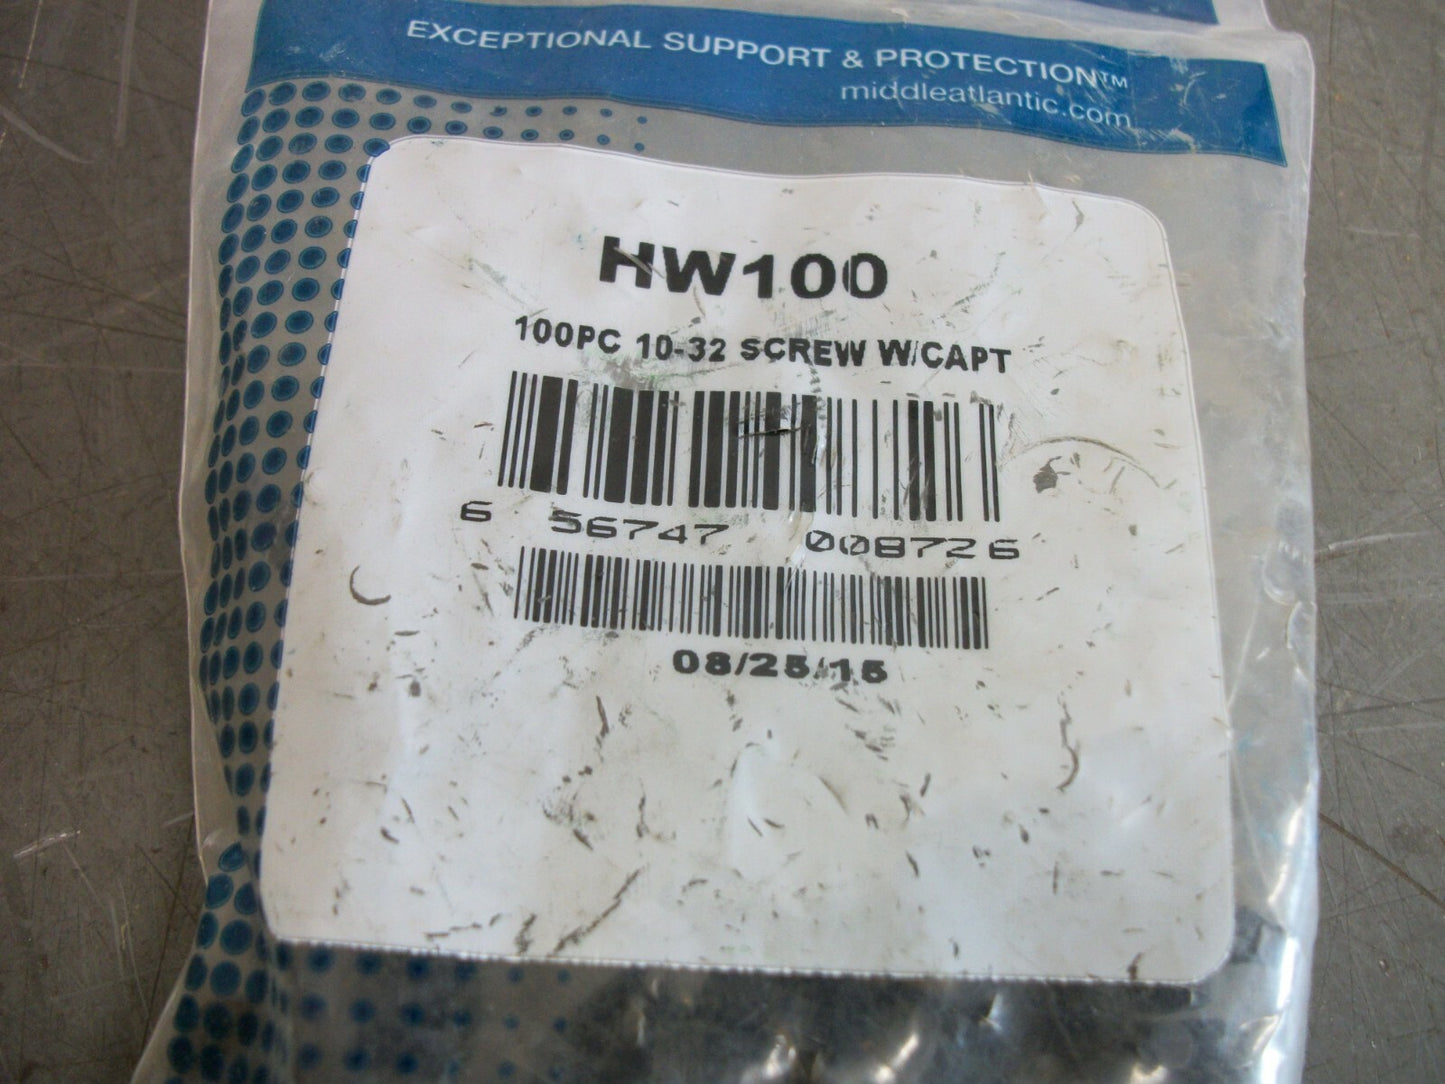 EXCEPTIONAL SUPPORT & PROTECTION™
middleatlantic.com
HW100
100PC 10-32 SCREW W/CAPT
6 56747 008726
08/25/15